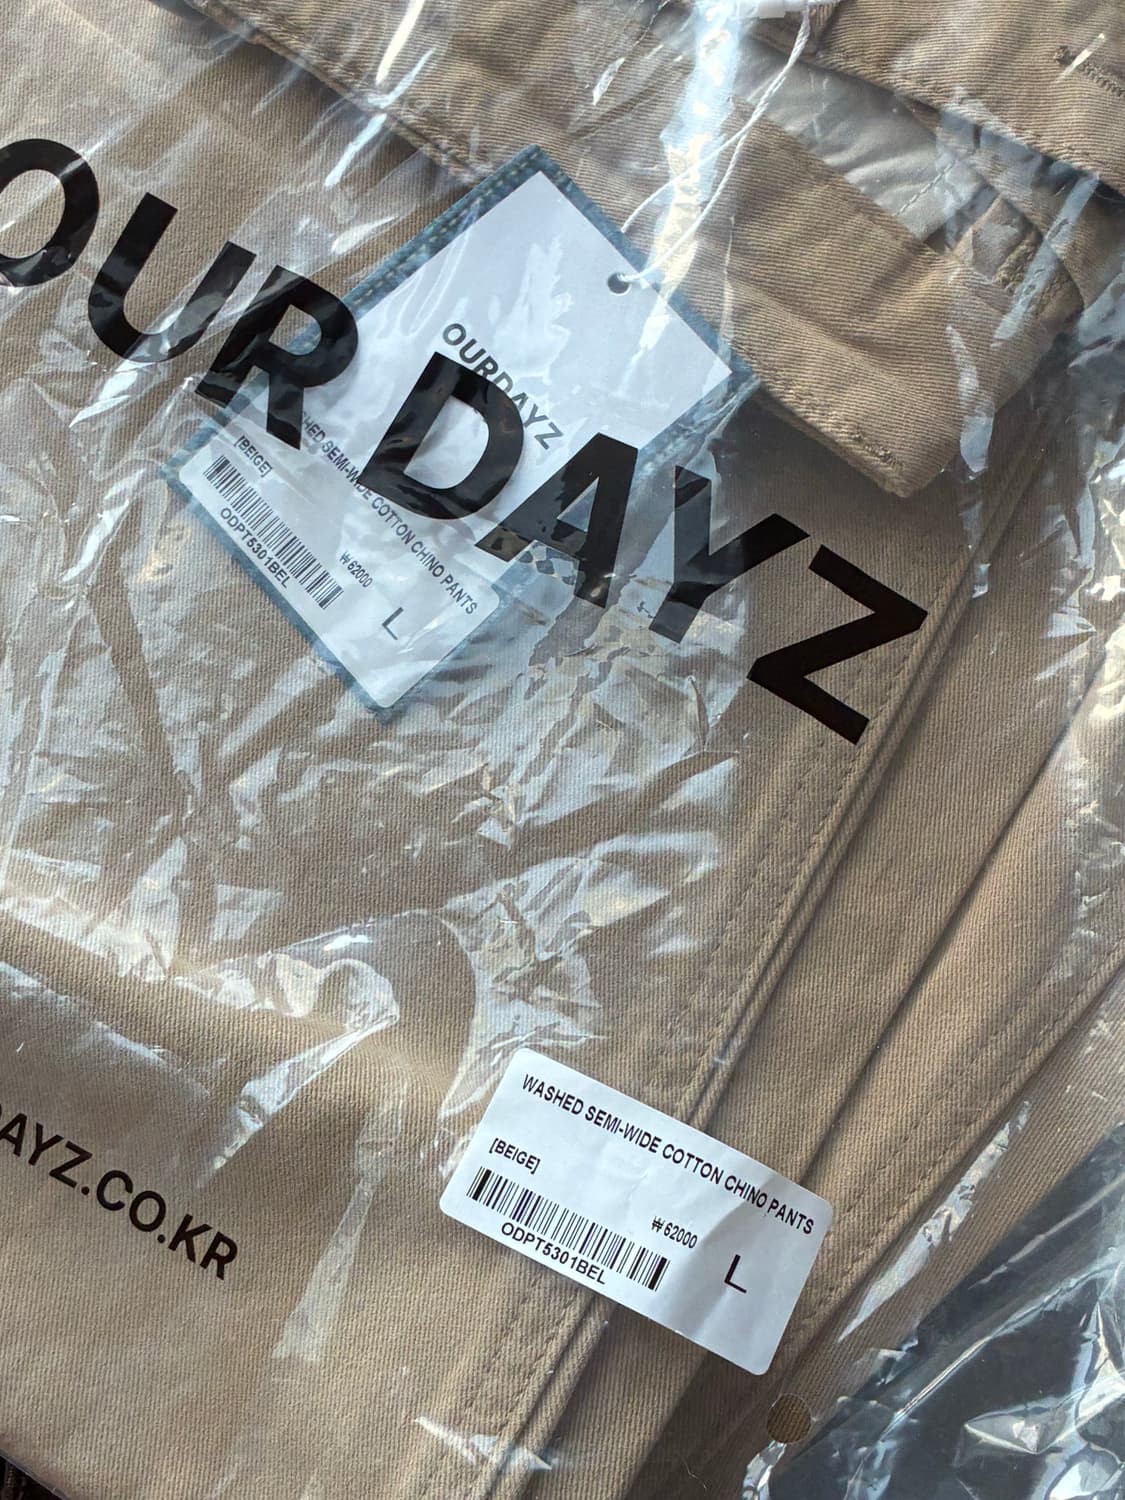 OUR DAYZ
OURDAYZ
SEMI-WIDE COTTON CHINO PANTS
[BEIGE]
₩62000
ODPT5301BEL
L
WASHED SEMI-WIDE COTTON CHINO PANTS
[BEIGE]
₩62000
ODPT5301BEL
L
DAYZ.CO.KR